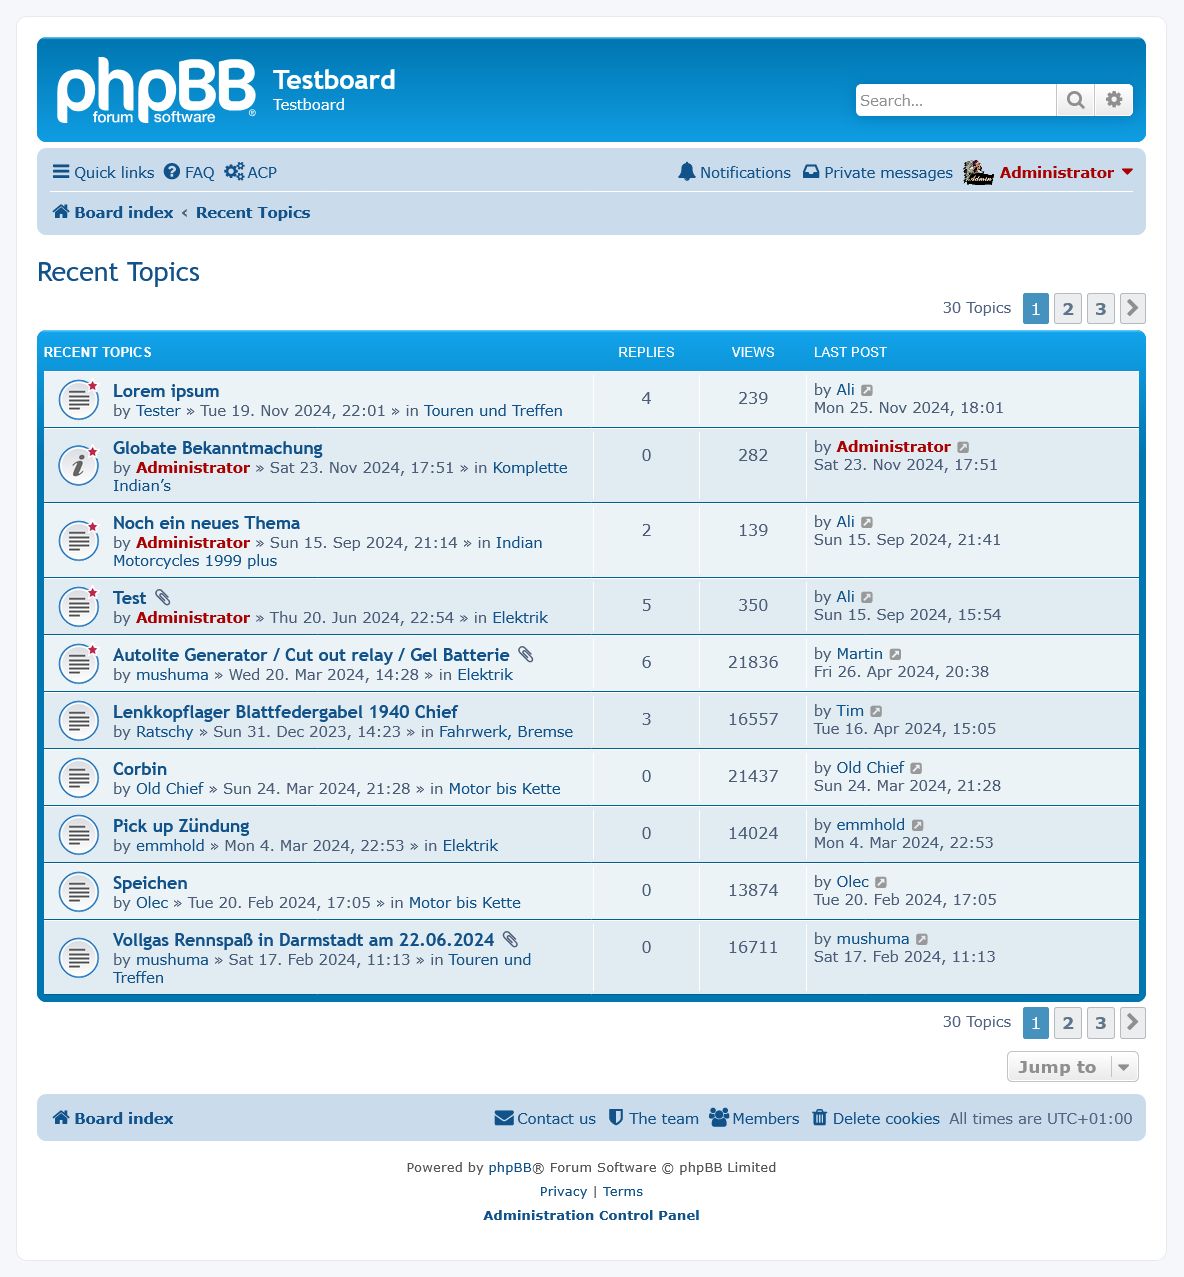 phpBB
forum software ®
Testboard
Testboard
Search...
Quick links FAQ ACP
Notifications Private messages Administrator
Board index ‹ Recent Topics
Recent Topics
30 Topics 1 2 3
RECENT TOPICS REPLIES VIEWS LAST POST
Lorem ipsum
by Tester » Tue 19. Nov 2024, 22:01 » in Touren und Treffen
4 239
by Ali
Mon 25. Nov 2024, 18:01
Globate Bekanntmachung
by Administrator » Sat 23. Nov 2024, 17:51 » in Komplette
Indian’s
0 282
by Administrator
Sat 23. Nov 2024, 17:51
Noch ein neues Thema
by Administrator » Sun 15. Sep 2024, 21:14 » in Indian
Motorcycles 1999 plus
2 139
by Ali
Sun 15. Sep 2024, 21:41
Test
by Administrator » Thu 20. Jun 2024, 22:54 » in Elektrik
5 350
by Ali
Sun 15. Sep 2024, 15:54
Autolite Generator / Cut out relay / Gel Batterie
by mushuma » Wed 20. Mar 2024, 14:28 » in Elektrik
6 21836
by Martin
Fri 26. Apr 2024, 20:38
Lenkkopflager Blattfedergabel 1940 Chief
by Ratschy » Sun 31. Dec 2023, 14:23 » in Fahrwerk, Bremse
3 16557
by Tim
Tue 16. Apr 2024, 15:05
Corbin
by Old Chief » Sun 24. Mar 2024, 21:28 » in Motor bis Kette
0 21437
by Old Chief
Sun 24. Mar 2024, 21:28
Pick up Zündung
by emmhold » Mon 4. Mar 2024, 22:53 » in Elektrik
0 14024
by emmhold
Mon 4. Mar 2024, 22:53
Speichen
by Olec » Tue 20. Feb 2024, 17:05 » in Motor bis Kette
0 13874
by Olec
Tue 20. Feb 2024, 17:05
Vollgas Rennspaß in Darmstadt am 22.06.2024
by mushuma » Sat 17. Feb 2024, 11:13 » in Touren und
Treffen
0 16711
by mushuma
Sat 17. Feb 2024, 11:13
30 Topics 1 2 3
Jump to
Board index
Contact us The team Members Delete cookies All times are UTC+01:00
Powered by phpBB® Forum Software © phpBB Limited
Privacy | Terms
Administration Control Panel